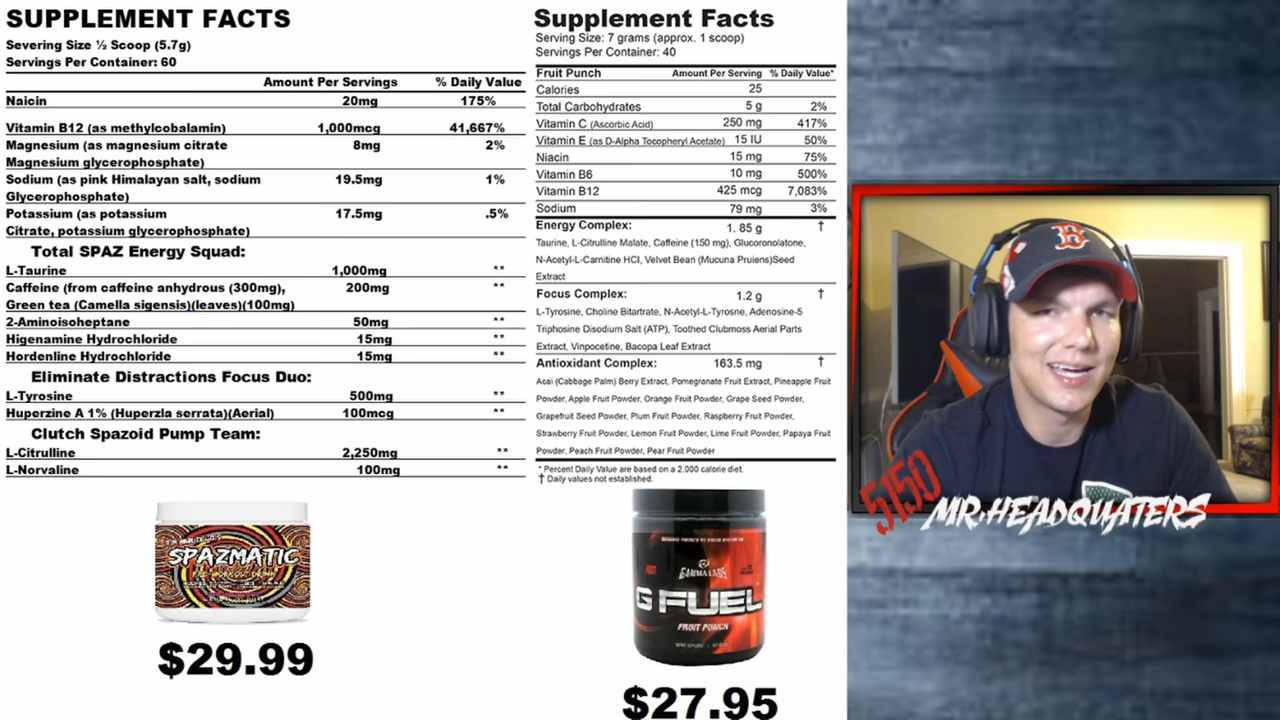 SUPPLEMENT FACTS
Severing Size ½ Scoop (5.7g)
Servings Per Container: 60
Amount Per Servings % Daily Value
Naicin 20mg 175%
Vitamin B12 (as methylcobalamin) 1,000mcg 41,667%
Magnesium (as magnesium citrate 8mg 2%
Magnesium glycerophosphate)
Sodium (as pink Himalayan salt, sodium 19.5mg 1%
Glycerophosphate)
Potassium (as potassium 17.5mg .5%
Citrate, potassium glycerophosphate)
Total SPAZ Energy Squad:
L-Taurine 1,000mg **
Caffeine (from caffeine anhydrous (300mg), 200mg **
Green tea (Camella sigensis)(leaves)(100mg)
2-Aminoisoheptane 50mg **
Higenamine Hydrochloride 15mg **
Hordenline Hydrochloride 15mg **
Eliminate Distractions Focus Duo:
L-Tyrosine 500mg **
Huperzine A 1% (Huperzla serrata)(Aerial) 100mcg **
Clutch Spazoid Pump Team:
L-Citrulline 2,250mg **
L-Norvaline 100mg **
SPAZMATIC
$29.99
Supplement Facts
Serving Size: 7 grams (approx. 1 scoop)
Servings Per Container: 40
Fruit Punch Amount Per Serving % Daily Value*
Calories 25
Total Carbohydrates 5 g 2%
Vitamin C (Ascorbic Acid) 250 mg 417%
Vitamin E (as D-Alpha Tocopheryl Acetate) 15 IU 50%
Niacin 15 mg 75%
Vitamin B6 10 mg 500%
Vitamin B12 425 mcg 7,083%
Sodium 79 mg 3%
Energy Complex: 1. 85 g †
Taurine, L-Citrulline Malate, Caffeine (150 mg), Glucoronolatone,
N-Acetyl-L-Carnitine HCI, Velvet Bean (Mucuna Pruiens)Seed
Extract
Focus Complex: 1.2 g †
L-Tyrosine, Choline Bitartrate, N-Acetyl-L-Tyrosine, Adenosine-5
Triphosine Disodium Salt (ATP), Toothed Clubmoss Aerial Parts
Extract, Vinpocetine, Bacopa Leaf Extract
Antioxidant Complex: 163.5 mg †
Acai (Cabbage Palm) Berry Extract, Pomegranate Fruit Extract, Pineapple Fruit
Powder, Apple Fruit Powder, Orange Fruit Powder, Grape Seed Powder,
Grapefruit Seed Powder, Plum Fruit Powder, Raspberry Fruit Powder,
Strawberry Fruit Powder, Lemon Fruit Powder, Lime Fruit Powder, Papaya Fruit
Powder, Peach Fruit Powder, Pear Fruit Powder
* Percent Daily Value are based on a 2,000 calorie diet.
† Daily values not established.
GAMMA LABS
G FUEL
FRUIT PUNCH
$27.95
B
5150
MR.HEADQUATERS